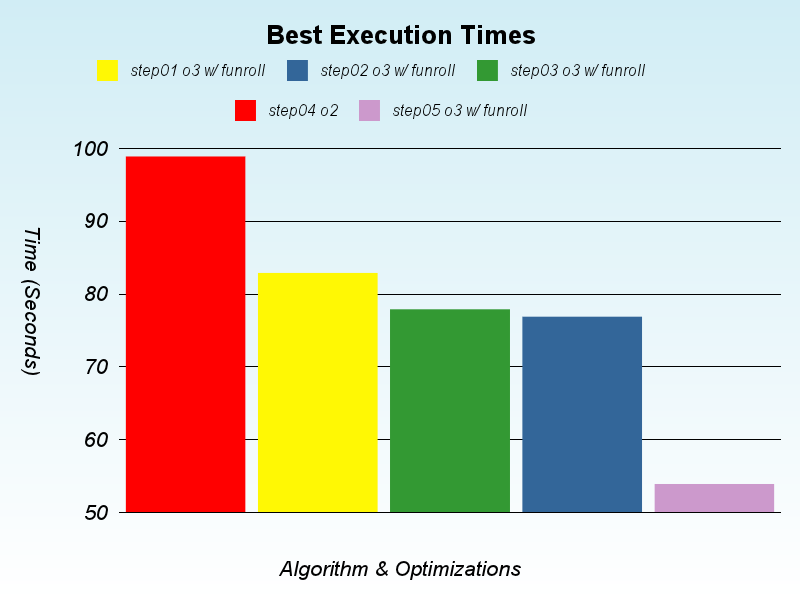 Best Execution Times
step01 o3 w/ funroll step02 o3 w/ funroll step03 o3 w/ funroll
step04 o2 step05 o3 w/ funroll
100
90
80
70
60
50
Time (Seconds)
Algorithm & Optimizations